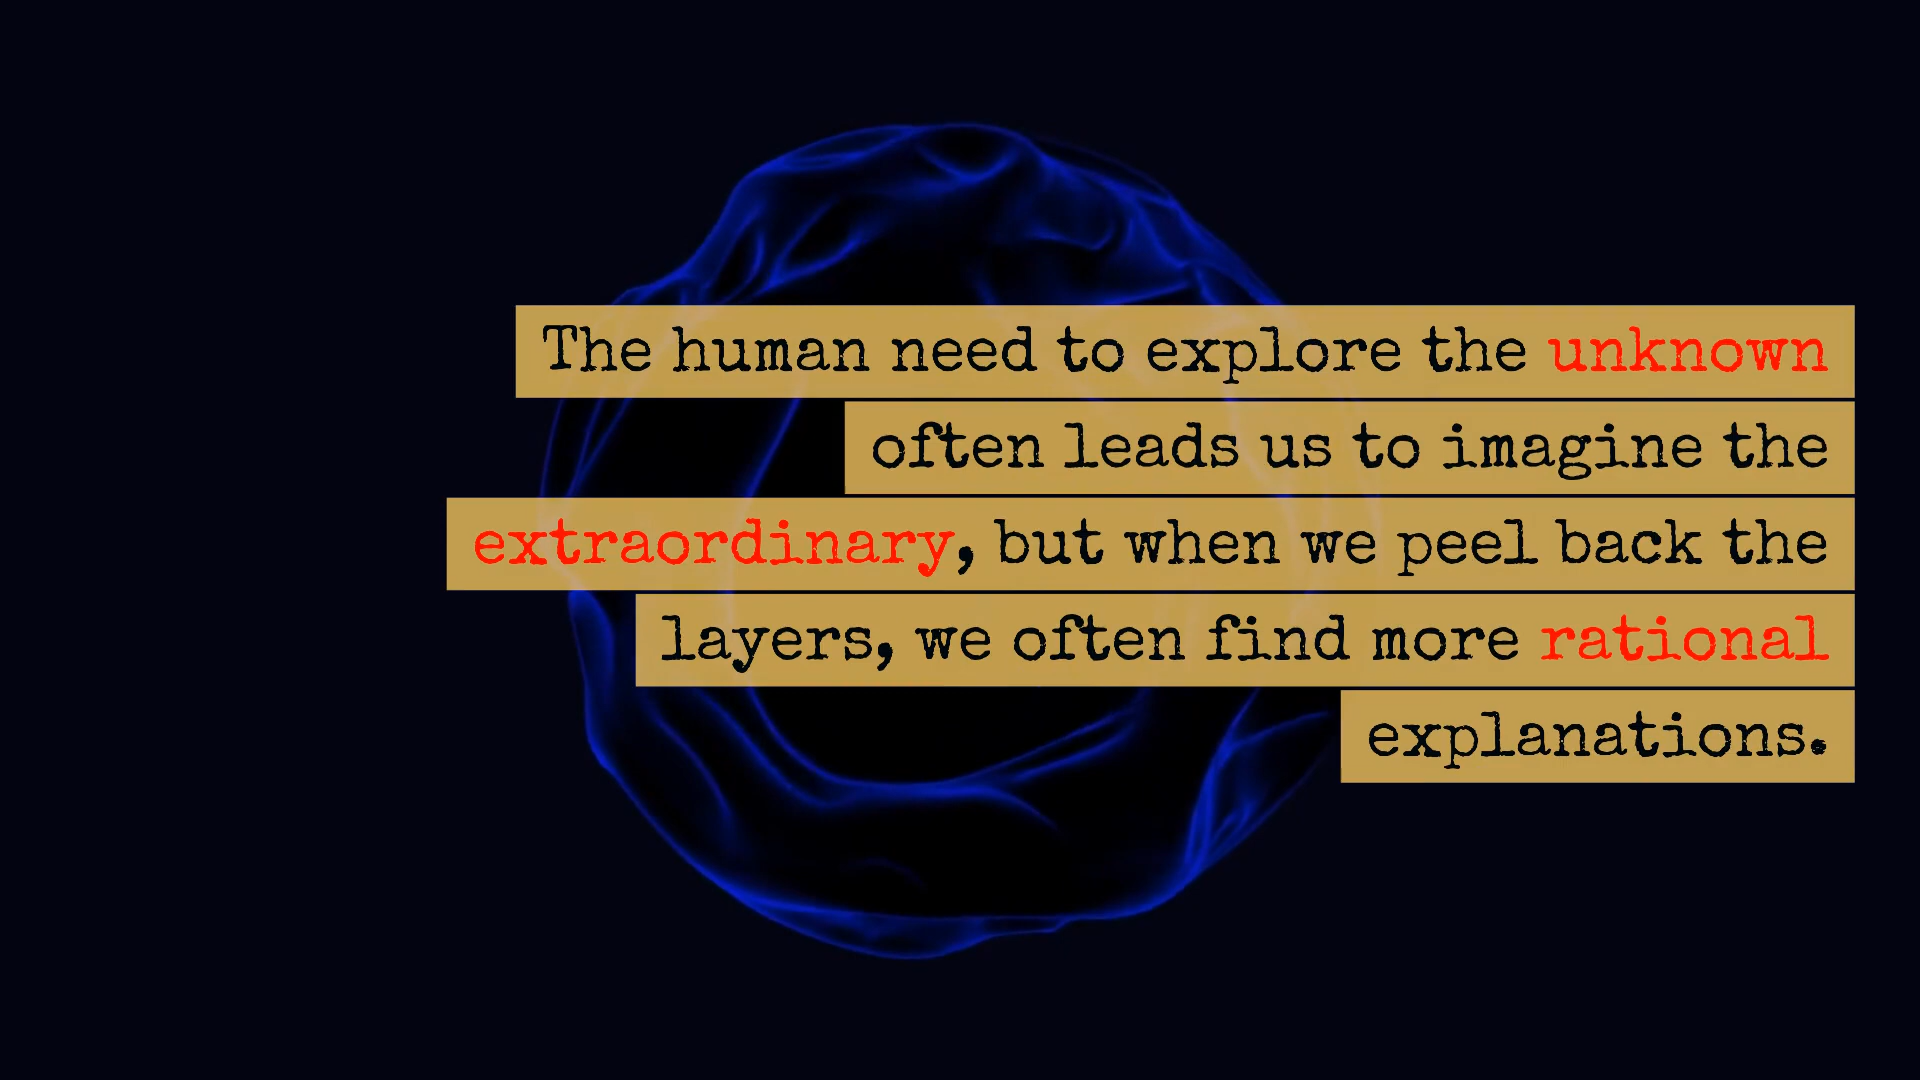 The human need to explore the unknown
often leads us to imagine the
extraordinary, but when we peel back the
layers, we often find more rational
explanations.